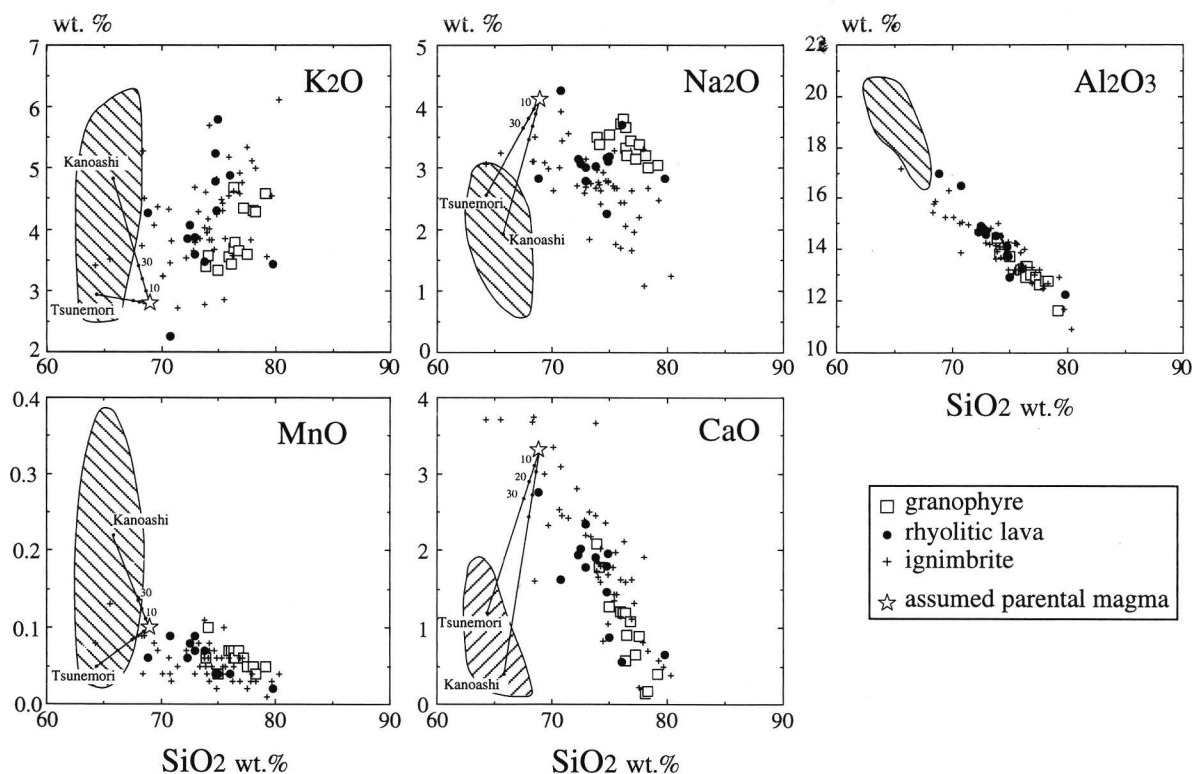 wt. %
7
6
5
4
3
2
60
70
80
90
K2O
Kanoashi
Tsunemori
30
10
wt. %
5
4
3
2
1
0
60
70
80
90
Na2O
10
30
Tsunemori
Kanoashi
wt. %
22
20
18
16
14
12
10
60
70
80
90
Al2O3
SiO2 wt.%
0.4
0.3
0.2
0.1
0
60
70
80
90
MnO
Kanoashi
30
10
Tsunemori
SiO2 wt.%
4
3
2
1
0
60
70
80
90
CaO
10
20
30
Tsunemori
Kanoashi
SiO2 wt.%
granophyre
rhyolitic lava
ignimbrite
assumed parental magma